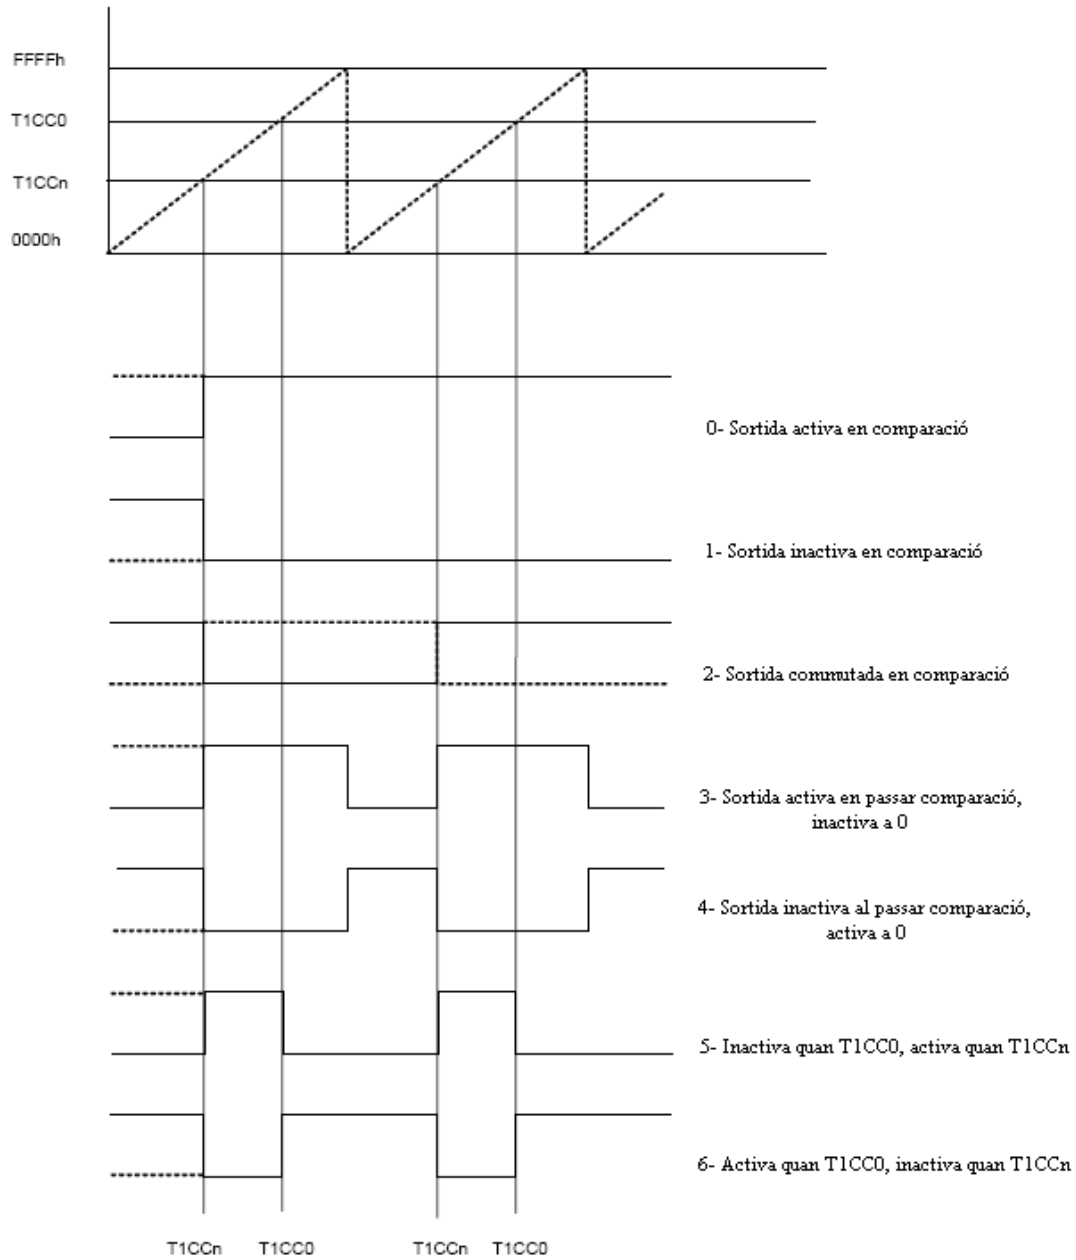 FFFFh
T1CC0
T1CCn
0000h
0- Sortida activa en comparació
1- Sortida inactiva en comparació
2- Sortida commutada en comparació
3- Sortida activa en passar comparació,
inactiva a 0
4- Sortida inactiva al passar comparació,
activa a 0
5- Inactiva quan T1CC0, activa quan T1CCn
6- Activa quan T1CC0, inactiva quan T1CCn
T1CCn T1CC0 T1CCn T1CC0